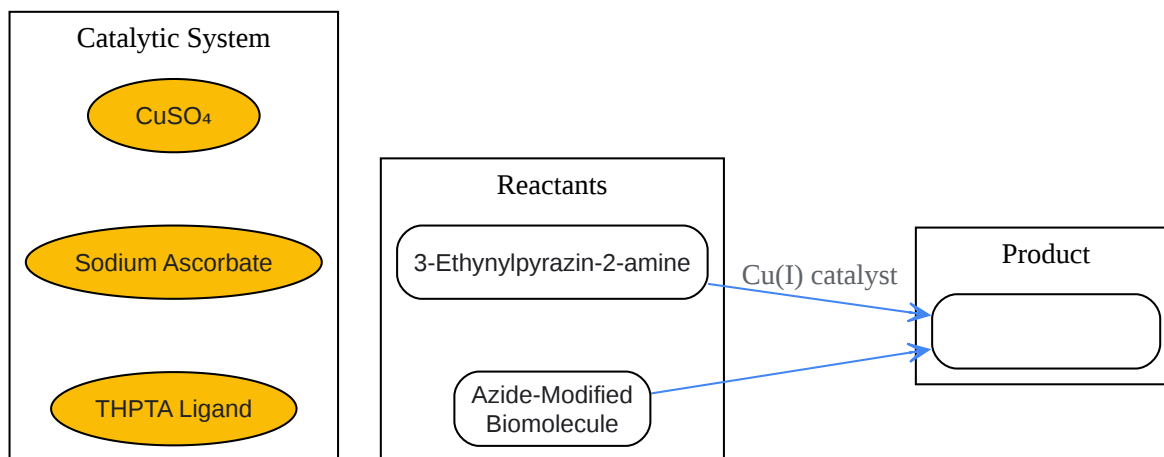 Catalytic System
CuSO₄
Sodium Ascorbate
THPTA Ligand
Reactants
3-Ethynylpyrazin-2-amine
Azide-Modified
Biomolecule
Cu(I) catalyst
Product